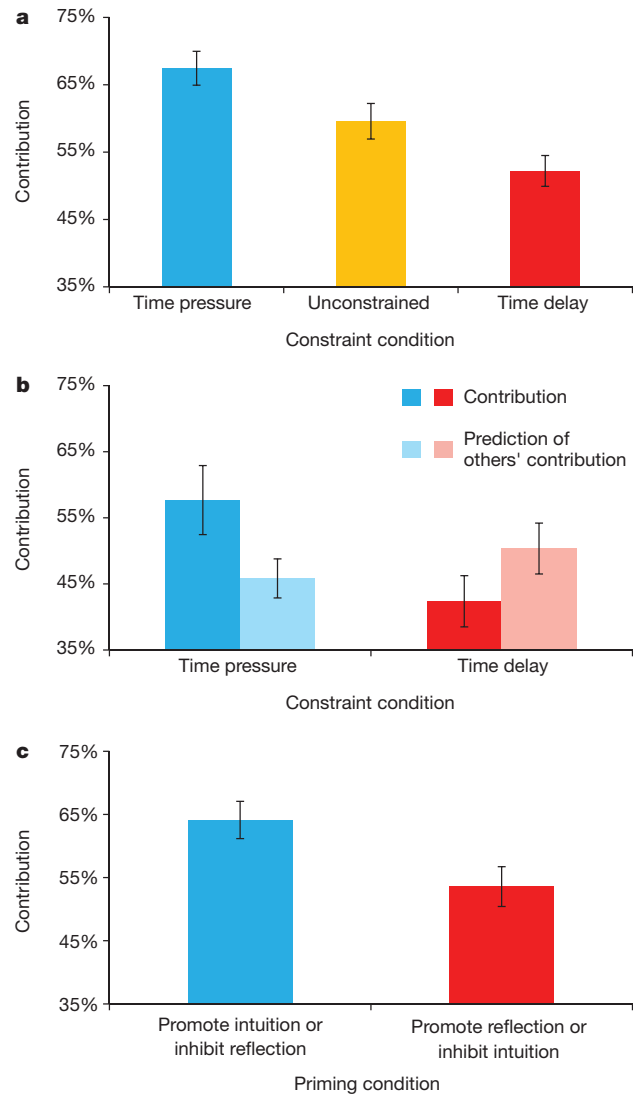 a
75%
65%
55%
45%
35%
Contribution
Time pressure
Unconstrained
Time delay
Constraint condition
b
75%
65%
55%
45%
35%
Contribution
Contribution
Prediction of
others' contribution
Time pressure
Time delay
Constraint condition
c
75%
65%
55%
45%
35%
Contribution
Promote intuition or
inhibit reflection
Promote reflection or
inhibit intuition
Priming condition